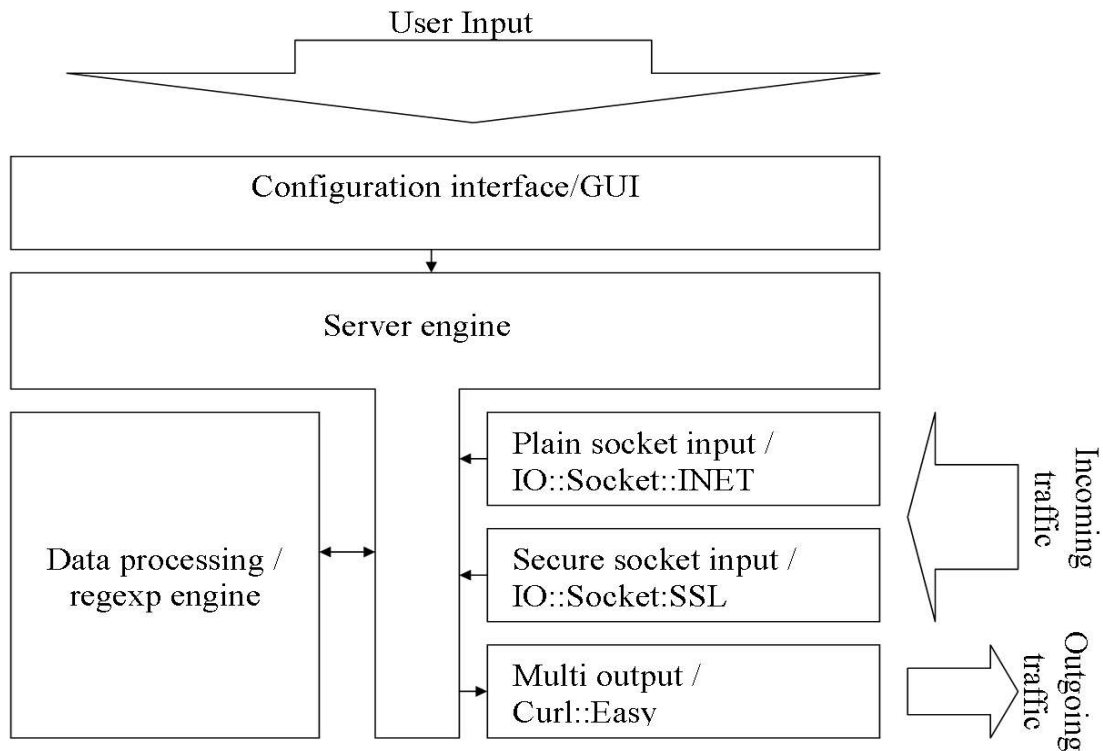 User Input
Configuration interface/GUI
Server engine
Data processing /
regexp engine
Plain socket input /
IO::Socket::INET
Secure socket input /
IO::Socket:SSL
Multi output /
Curl::Easy
Incoming
traffic
Outgoing
traffic